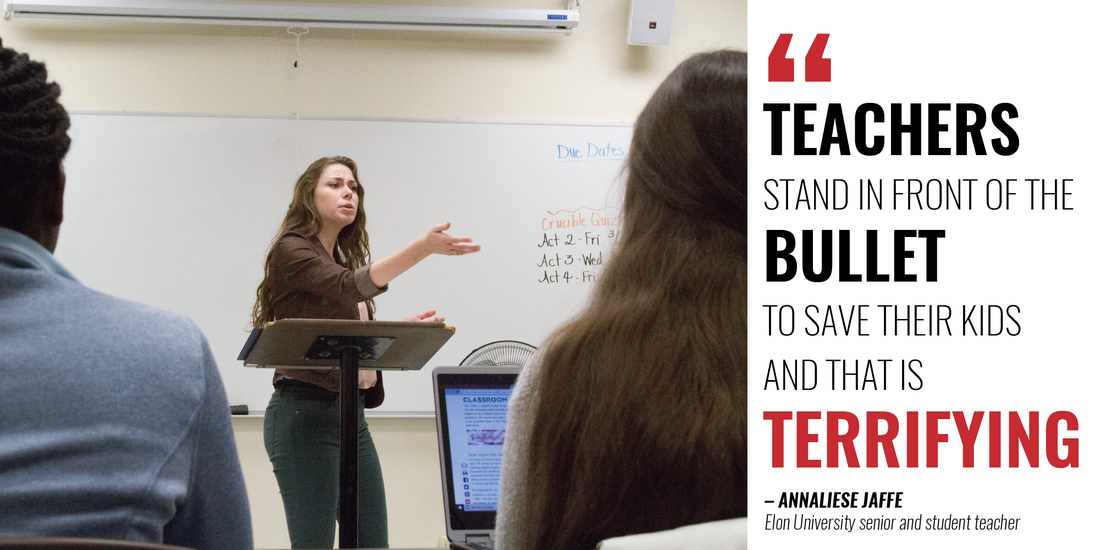 Due Dates
Crucible Quiz
Act 2 - Fri. 3/
Act 3 - Wed
Act 4 - Fri
CLASSROOM
“
TEACHERS
STAND IN FRONT OF THE
BULLET
TO SAVE THEIR KIDS
AND THAT IS
TERRIFYING
– ANNALIESE JAFFE
Elon University senior and student teacher